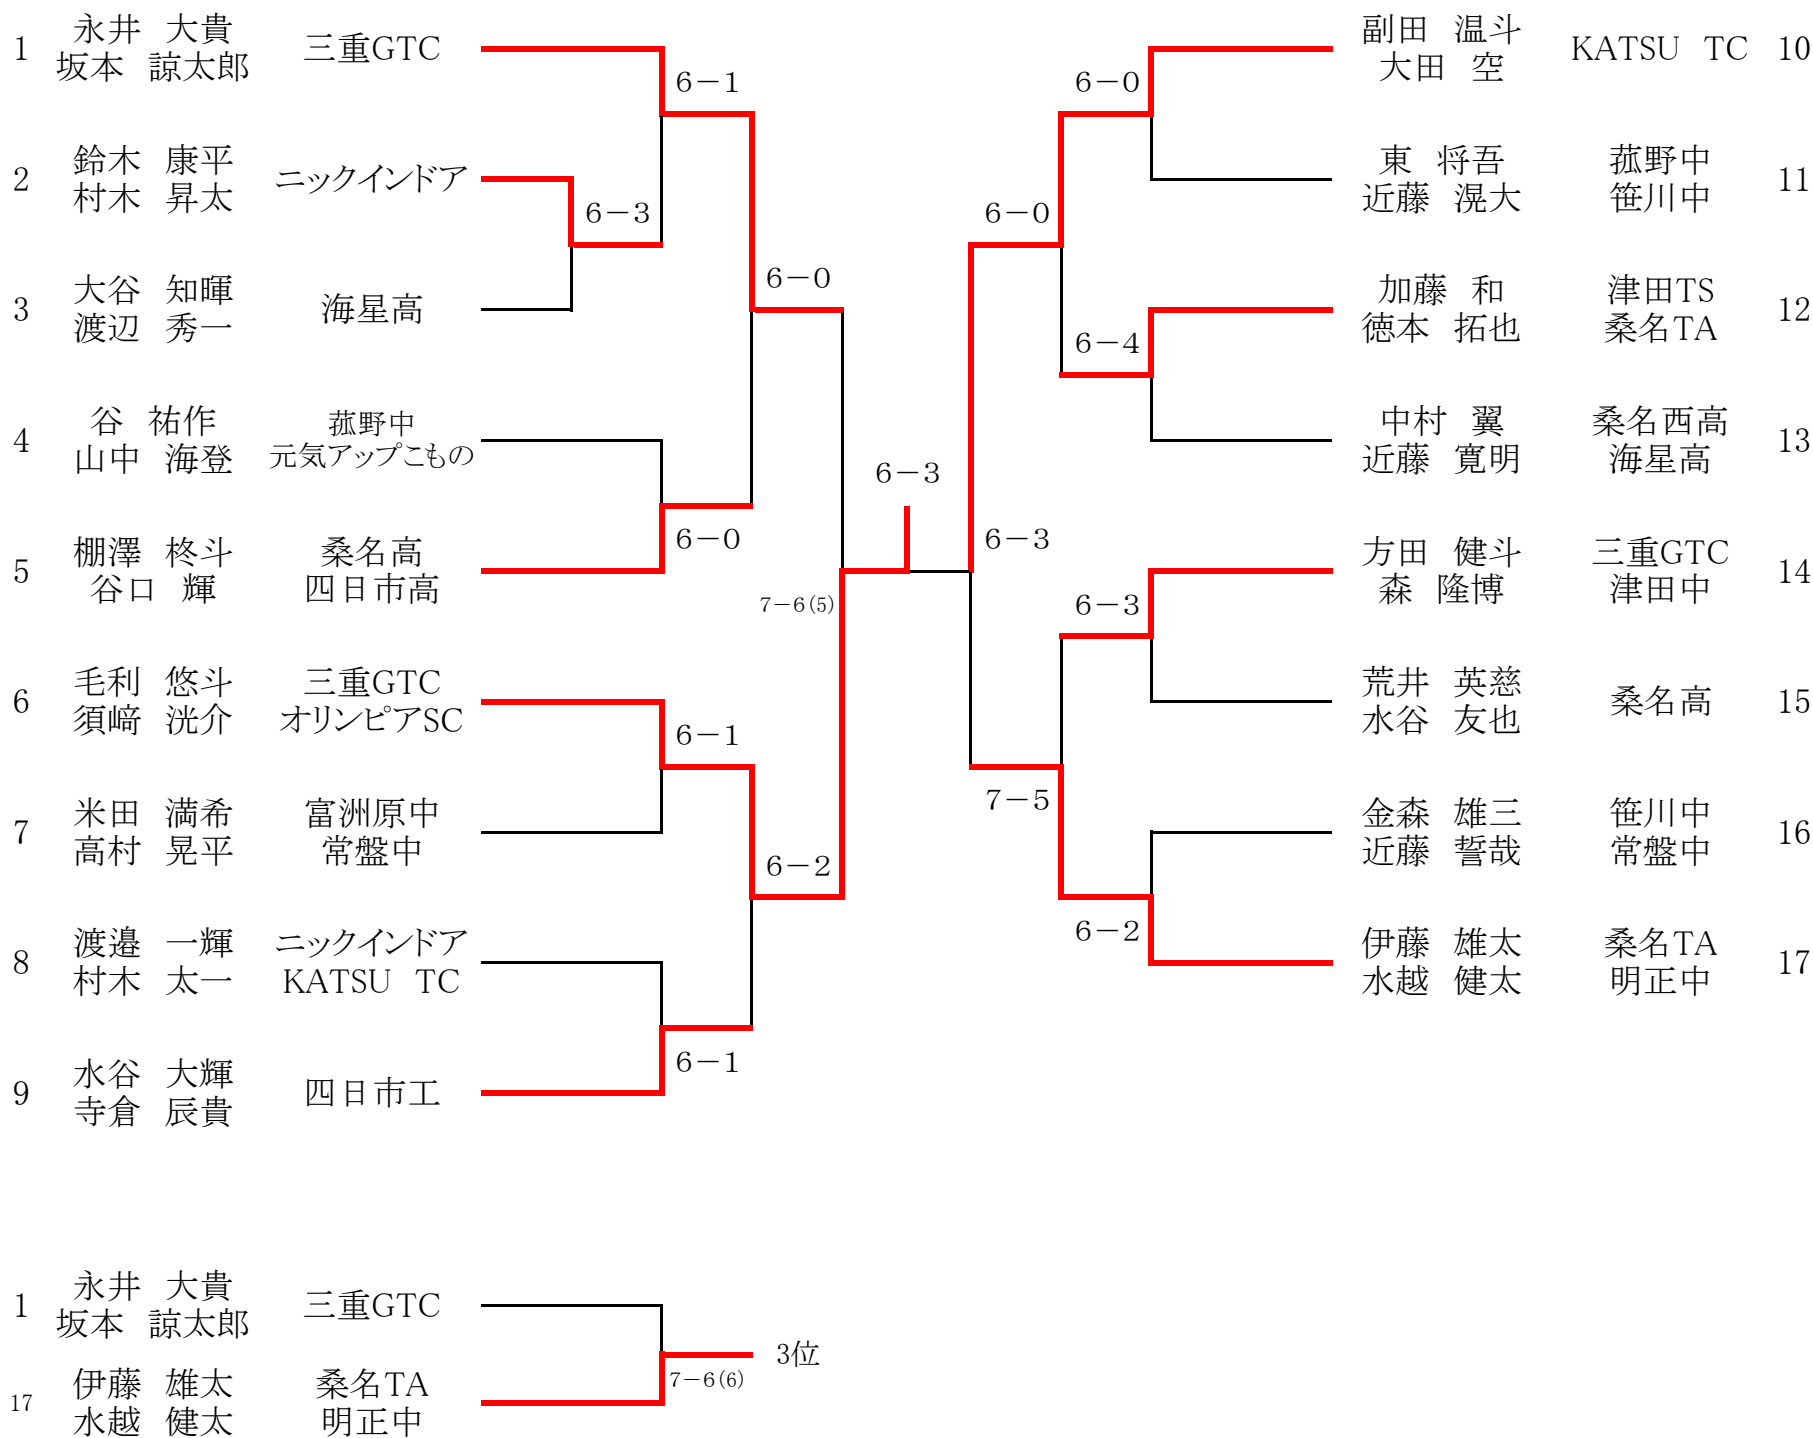 1 永井 大貴 三重GTC
坂本 諒太郎
6－1
2 鈴木 康平 ニックインドア
村木 昇太
6－3
6－0
3 大谷 知暉 海星高
渡辺 秀一
4 谷 祐作 菰野中
山中 海登 元気アップこもの
6－0
5 棚澤 柊斗 桑名高
谷口 輝 四日市高
7－6(5)
6 毛利 悠斗 三重GTC
須﨑 洸介 オリンピアSC
6－1
7 米田 満希 富洲原中
高村 晃平 常盤中
6－2
8 渡邉 一輝 ニックインドア
村木 太一 KATSU TC
6－1
9 水谷 大輝 四日市工
寺倉 辰貴
6－3
副田 温斗 KATSU TC 10
大田 空
6－0
東 将吾 菰野中 11
近藤 滉大 笹川中
6－0
加藤 和 津田TS 12
徳本 拓也 桑名TA
6－4
中村 翼 桑名西高 13
近藤 寛明 海星高
6－3
方田 健斗 三重GTC 14
森 隆博 津田中
6－3
荒井 英慈 桑名高 15
水谷 友也
7－5
金森 雄三 笹川中 16
近藤 誓哉 常盤中
6－2
伊藤 雄太 桑名TA 17
水越 健太 明正中
1 永井 大貴 三重GTC
坂本 諒太郎
3位
7－6(6)
17 伊藤 雄太 桑名TA
水越 健太 明正中